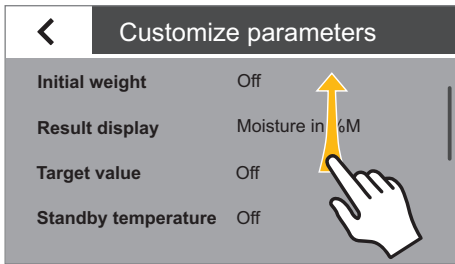 Customize parameters
Initial weight Off
Result display Moisture in %M
Target value Off
Standby temperature Off